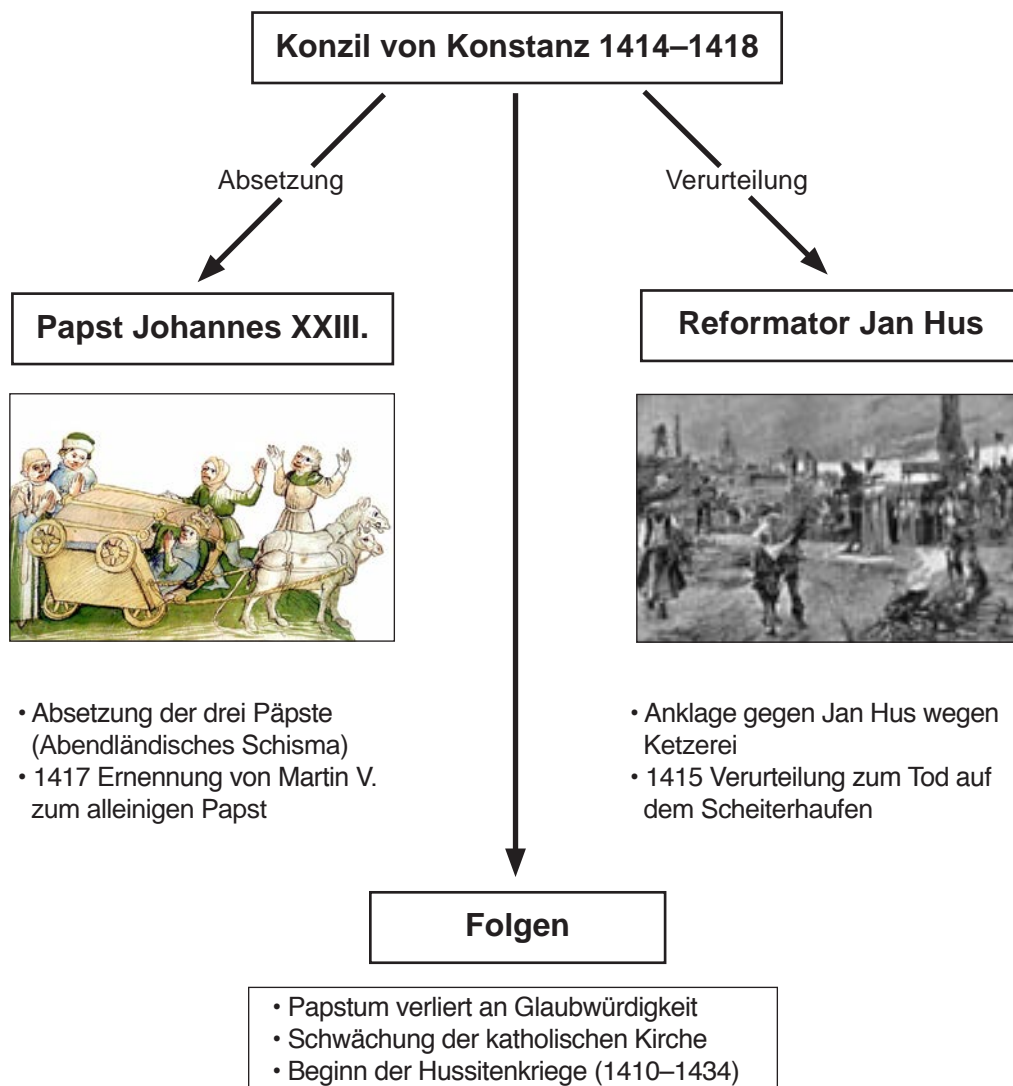 Konzil von Konstanz 1414–1418
Absetzung
Verurteilung
Papst Johannes XXIII.
Reformator Jan Hus
• Absetzung der drei Päpste
(Abendländisches Schisma)
• 1417 Ernennung von Martin V.
zum alleinigen Papst
• Anklage gegen Jan Hus wegen
Ketzerei
• 1415 Verurteilung zum Tod auf
dem Scheiterhaufen
Folgen
• Papstum verliert an Glaubwürdigkeit
• Schwächung der katholischen Kirche
• Beginn der Hussitenkriege (1410–1434)